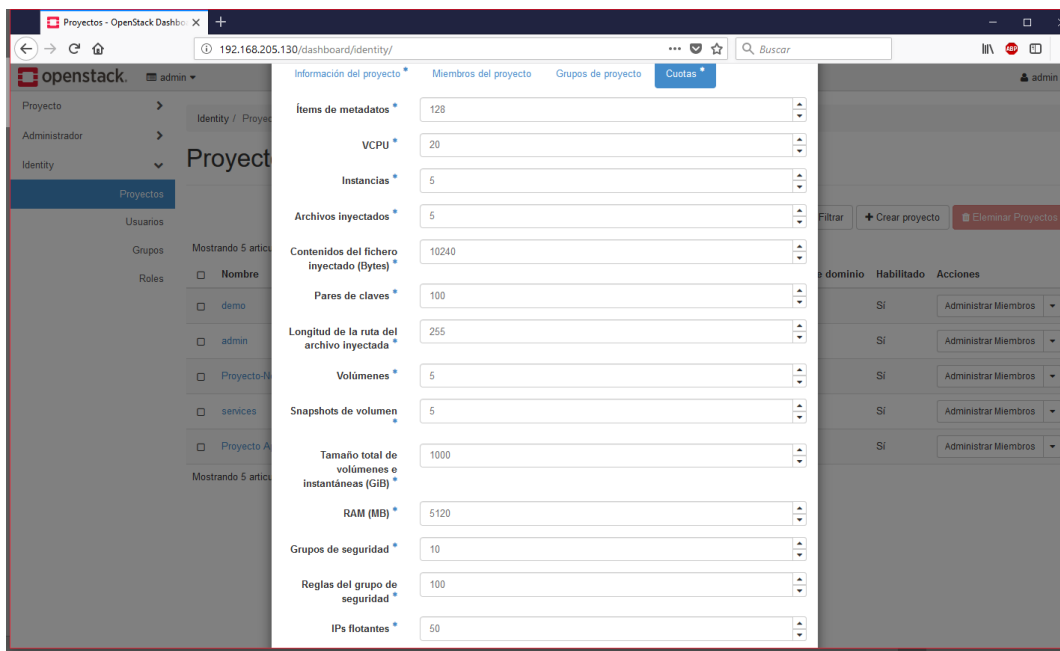 Proyectos - OpenStack Dashbo
192.168.205.130/dashboard/identity/
Buscar
ABP
openstack.
admin
admin
Proyecto
Administrador
Identity
Proyectos
Usuarios
Grupos
Roles
Identity /
Información del proyecto *
Miembros del proyecto
Grupos de proyecto
Cuotas *
Ítems de metadatos * 128
VCPU * 20
Instancias * 5
Archivos inyectados * 5
Contenidos del fichero
inyectado (Bytes) * 10240
Pares de claves * 100
Longitud de la ruta del
archivo inyectada * 255
Volúmenes * 5
Snapshots de volumen
* 5
Tamaño total de
volúmenes e
instantáneas (GiB) * 1000
RAM (MB) * 5120
Grupos de seguridad * 10
Reglas del grupo de
seguridad * 100
IPs flotantes * 50
Proyect
Filtrar
+ Crear proyecto
Eleminar Proyectos
Mostrando 5 articu
Nombre
e dominio Habilitado Acciones
demo Sí Administrar Miembros
admin Sí Administrar Miembros
Proyecto-N Sí Administrar Miembros
services Sí Administrar Miembros
Proyecto A Sí Administrar Miembros
Mostrando 5 articu